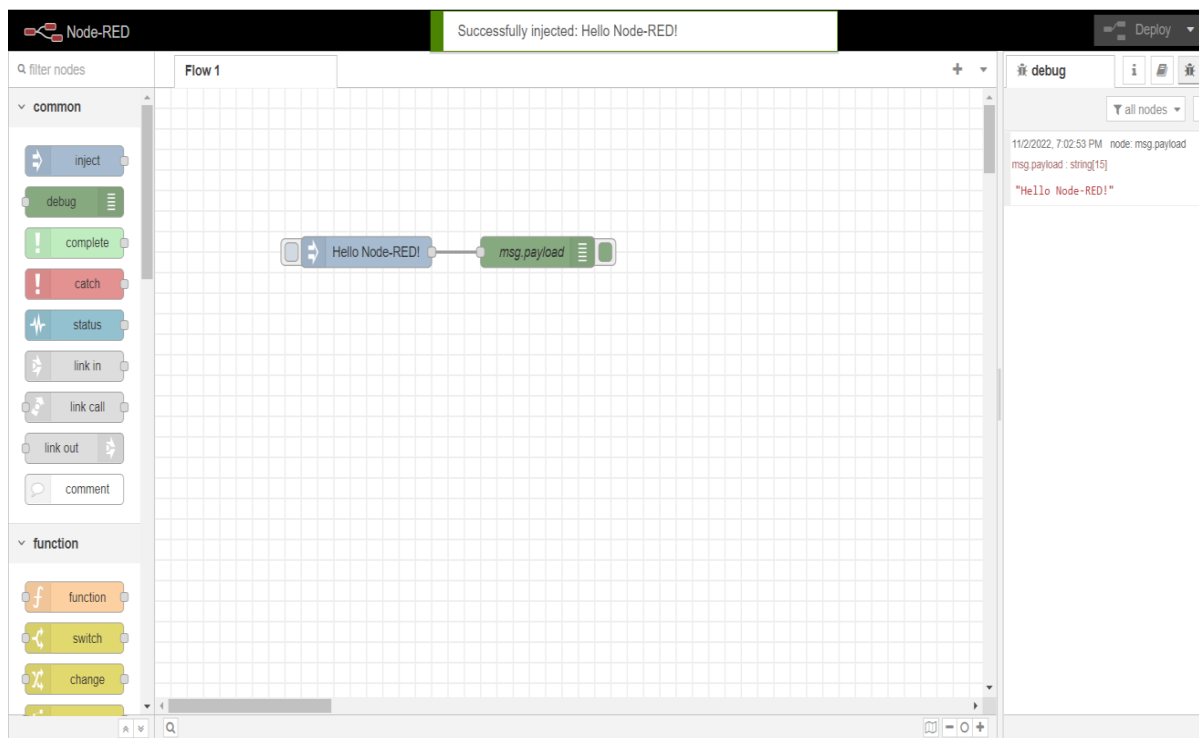 Node-RED
Successfully injected: Hello Node-RED!
Deploy
filter nodes
Flow 1
debug
i
common
all nodes
inject
debug
complete
catch
status
link in
link call
link out
comment
11/2/2022, 7:02:53 PM node: msg.payload
msg.payload : string[15]
"Hello Node-RED!"
Hello Node-RED!
msg.payload
function
function
switch
change